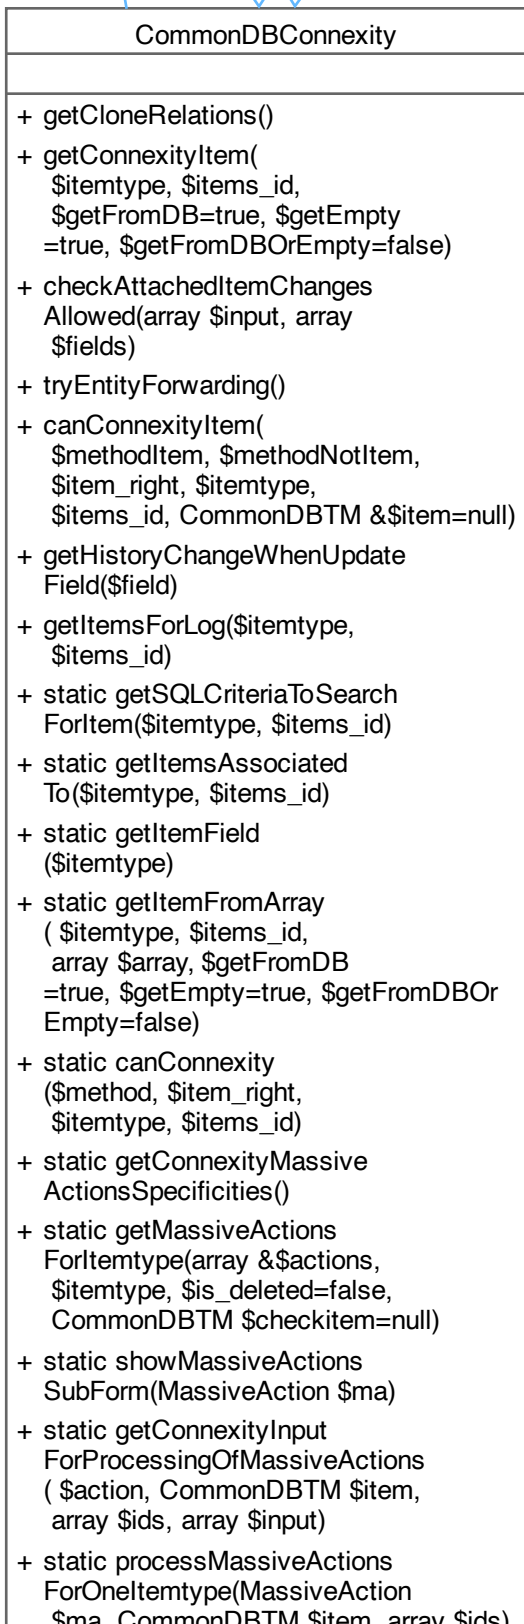 CommonDBConnexity
+ getCloneRelations()
+ getConnexityItem(
$itemtype, $items_id,
$getFromDB=true, $getEmpty
=true, $getFromDBOrEmpty=false)
+ checkAttachedItemChanges
Allowed(array $input, array
$fields)
+ tryEntityForwarding()
+ canConnexityItem(
$methodItem, $methodNotItem,
$item_right, $itemtype,
$items_id, CommonDBTM &$item=null)
+ getHistoryChangeWhenUpdate
Field($field)
+ getItemsForLog($itemtype,
$items_id)
+ static getSQLCriteriaToSearch
ForItem($itemtype, $items_id)
+ static getItemsAssociated
To($itemtype, $items_id)
+ static getItemField
($itemtype)
+ static getItemFromArray
( $itemtype, $items_id,
array $array, $getFromDB
=true, $getEmpty=true, $getFromDBOr
Empty=false)
+ static canConnexity
($method, $item_right,
$itemtype, $items_id)
+ static getConnexityMassive
ActionsSpecificities()
+ static getMassiveActions
ForItemtype(array &$actions,
$itemtype, $is_deleted=false,
CommonDBTM $checkitem=null)
+ static showMassiveActions
SubForm(MassiveAction $ma)
+ static getConnexityInput
ForProcessingOfMassiveActions
( $action, CommonDBTM $item,
array $ids, array $input)
+ static processMassiveActions
ForOneItemtype(MassiveAction
$ma, CommonDBTM $item, array $ids)